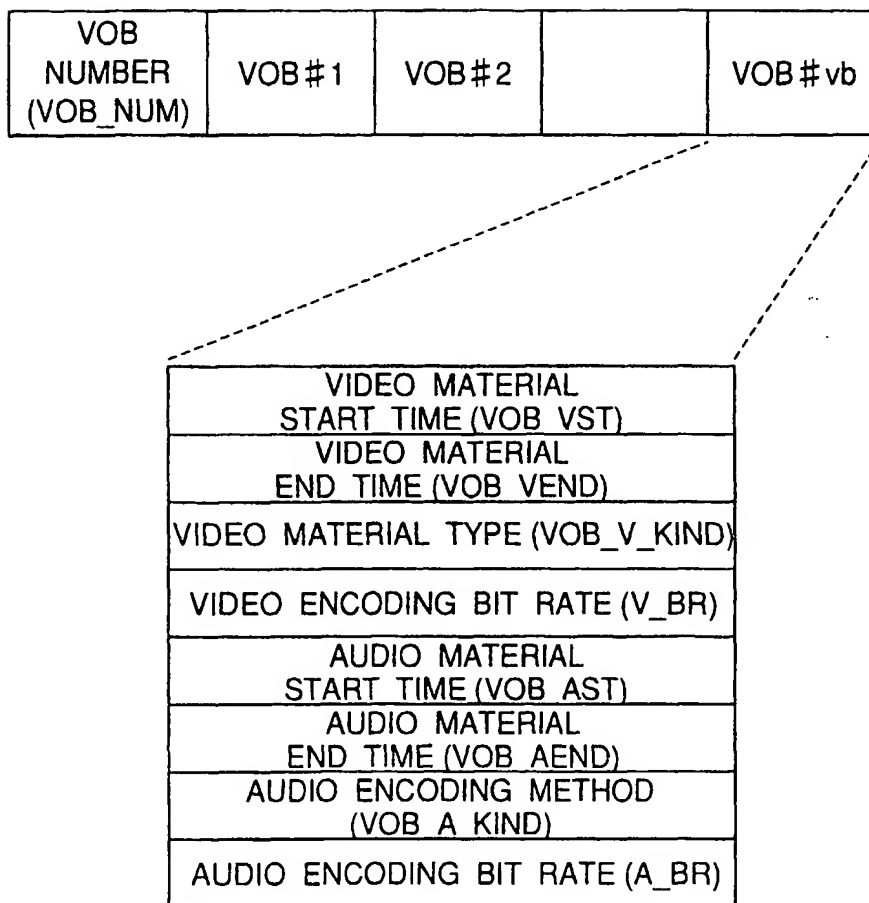 VOB
NUMBER
(VOB_NUM)
VOB#1
VOB#2
VOB#vb
VIDEO MATERIAL
START TIME (VOB VST)
VIDEO MATERIAL
END TIME (VOB VEND)
VIDEO MATERIAL TYPE (VOB_V_KIND)
VIDEO ENCODING BIT RATE (V_BR)
AUDIO MATERIAL
START TIME (VOB AST)
AUDIO MATERIAL
END TIME (VOB AEND)
AUDIO ENCODING METHOD
(VOB A KIND)
AUDIO ENCODING BIT RATE (A_BR)